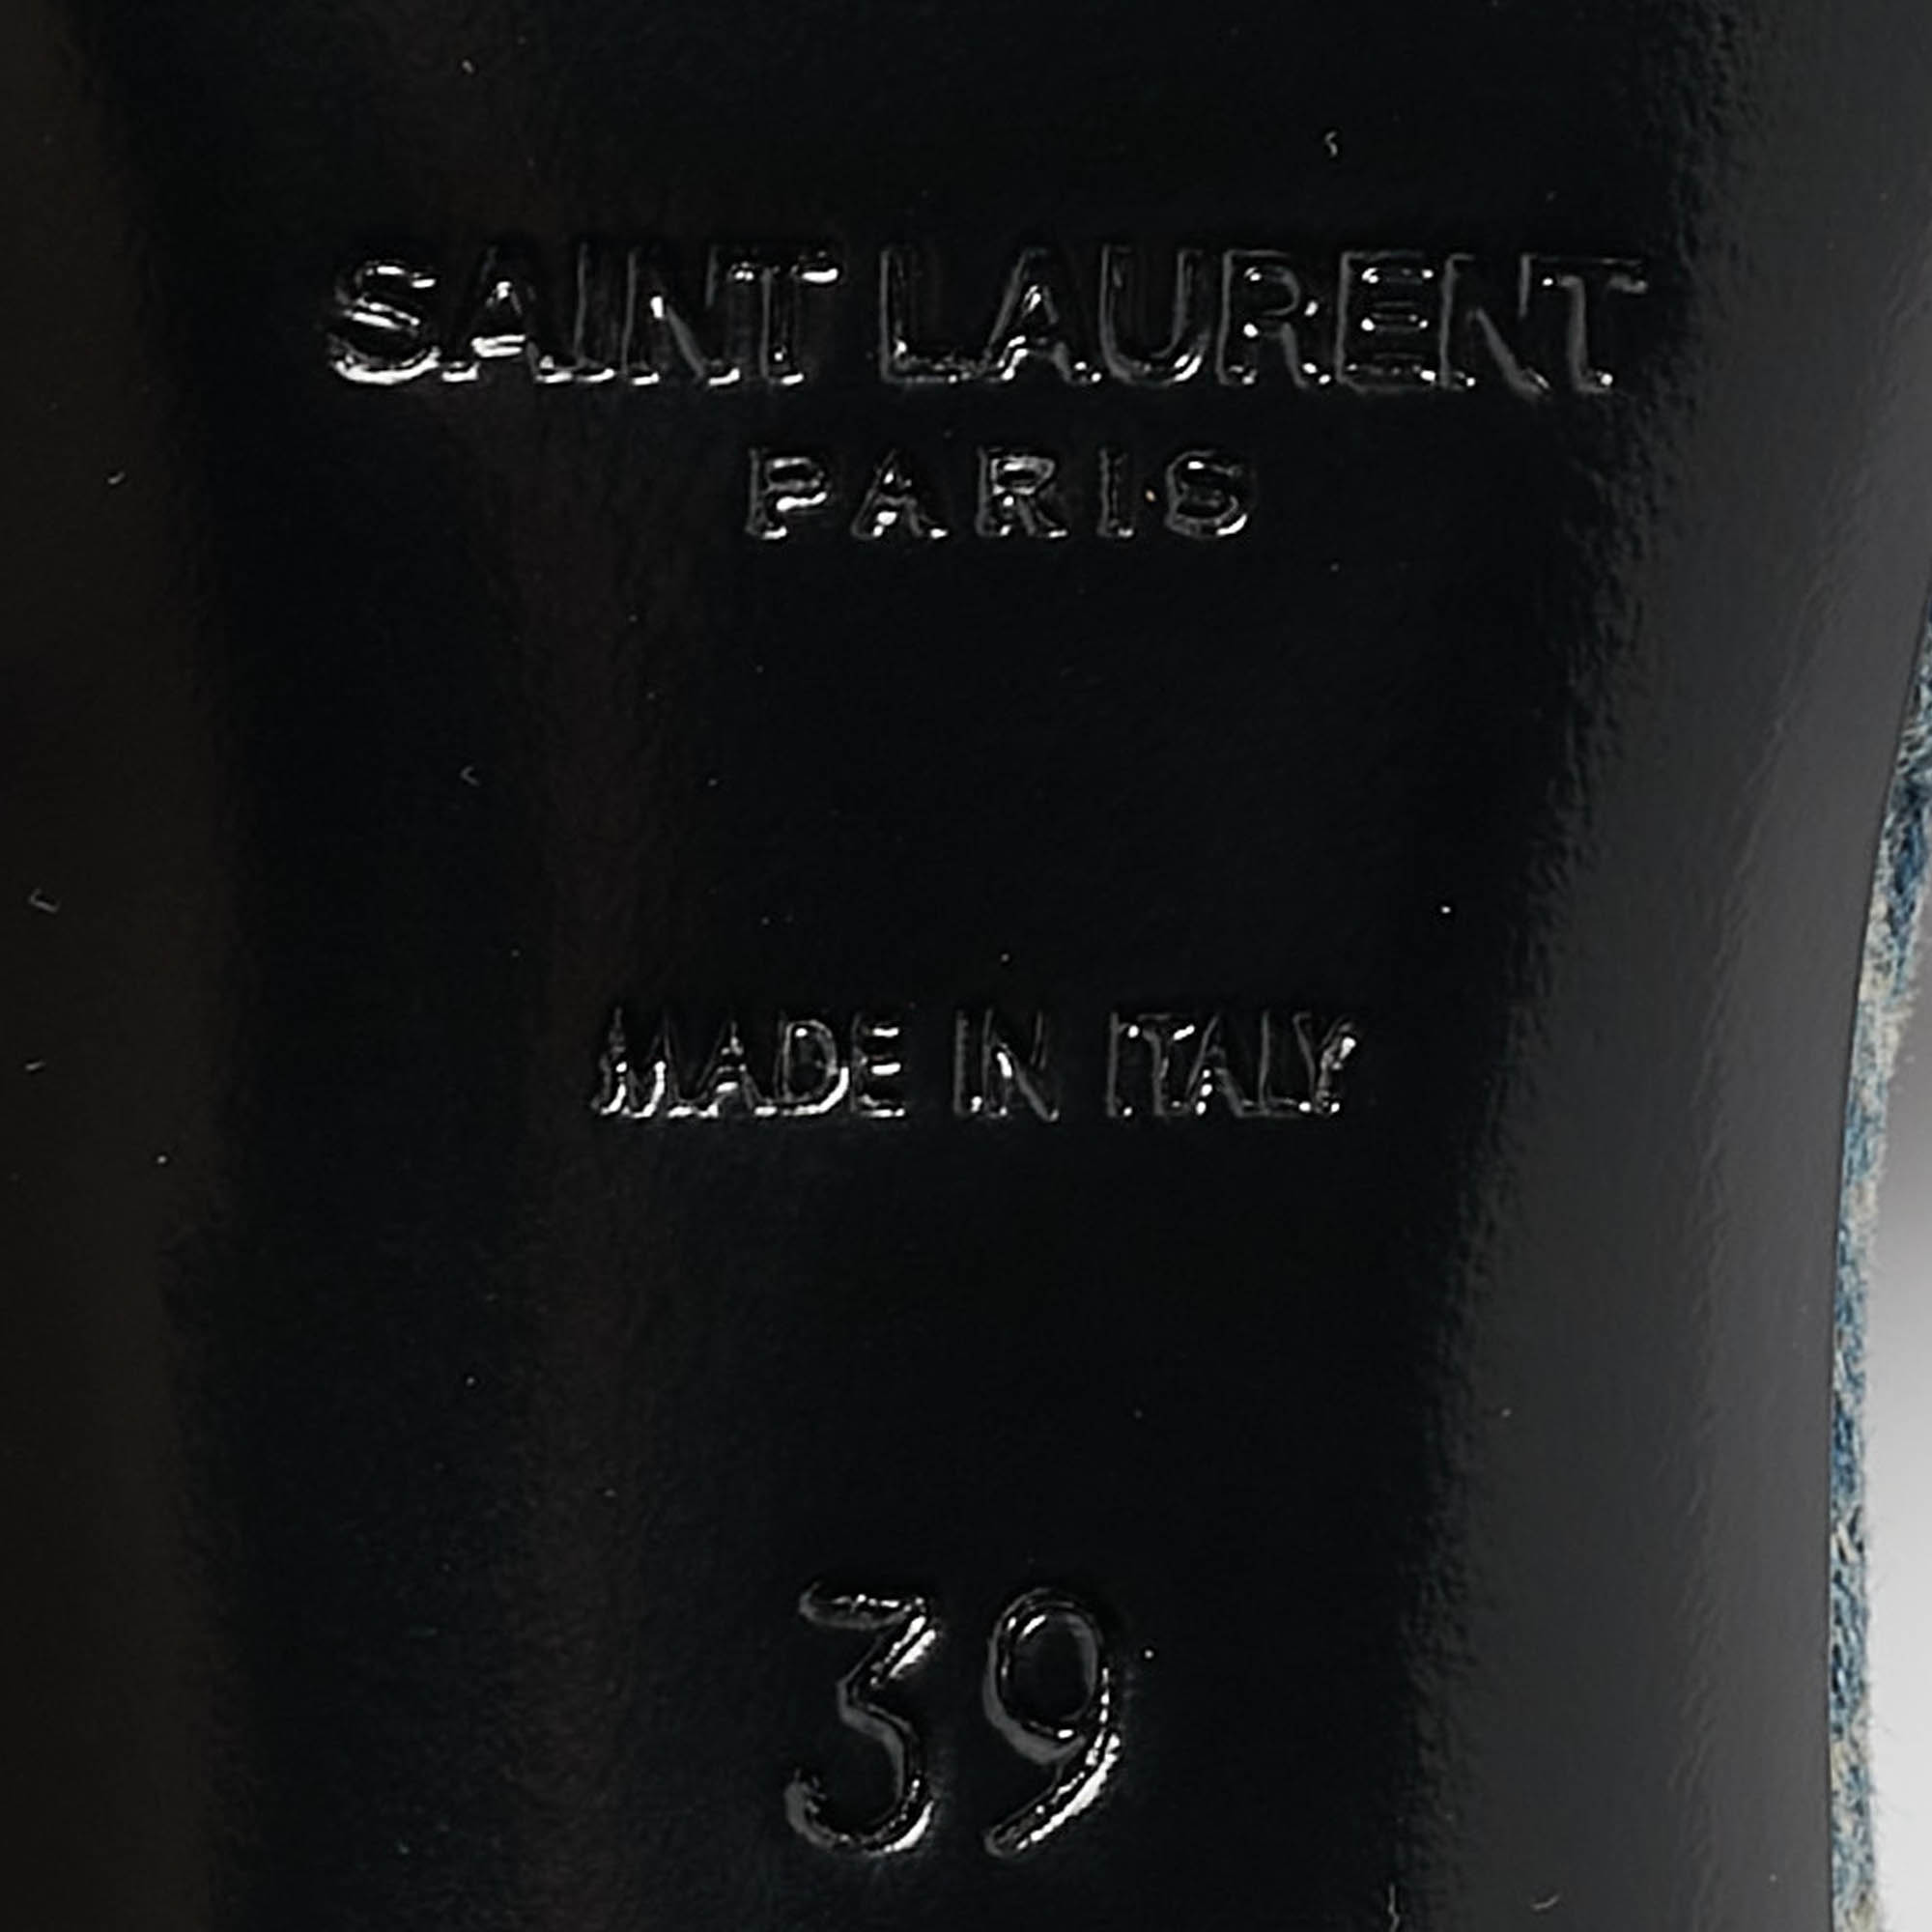 SAINT LAURENT
PARIS
MADE IN ITALY
39